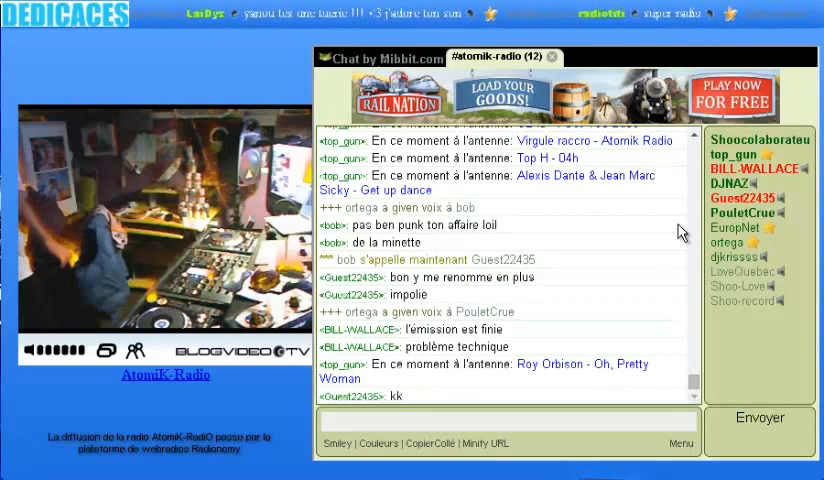 DEDICACES
LniDyz yanou tes une tuerie !!! <3 j'adore ton son radiotiti super radio
Chat by Mibbit.com #atomik-radio (12)
RAIL NATION
LOAD YOUR
GOODS!
PLAY NOW
FOR FREE
<top_gun>: En ce moment à l'antenne: Virgule raccro - Atomik Radio
<top_gun>: En ce moment à l'antenne: Top H - 04h
<top_gun>: En ce moment à l'antenne: Alexis Dante & Jean Marc
Sicky - Get up dance
+++ ortega a given voix à bob
<bob>: pas ben punk ton affaire loil
<bob>: de la minette
*** bob s'appelle maintenant Guest22435
<Guest22435>: bon y me renomme en plus
<Guest22435>: impolie
+++ ortega a given voix à PouletCrue
<BILL-WALLACE>: l'émission est finie
<BILL-WALLACE>: problème technique
<top_gun>: En ce moment à l'antenne: Roy Orbison - Oh, Pretty
Woman
<Guest22435>: kk
Shoocolaborateu
top_gun
BILL-WALLACE
DJNAZ
Guest22435
PouletCrue
EuropNet
ortega
djkrissss
LoveQuebec
Shoo-Love
Shoo-record
Smiley | Couleurs | CopierCollé | Minify URL
Menu
Envoyer
BLOGVIDEO TV
AtomiK-Radio
La diffusion de la radio AtomiK-RadiO passe par la
plateforme de webradios Radionomy